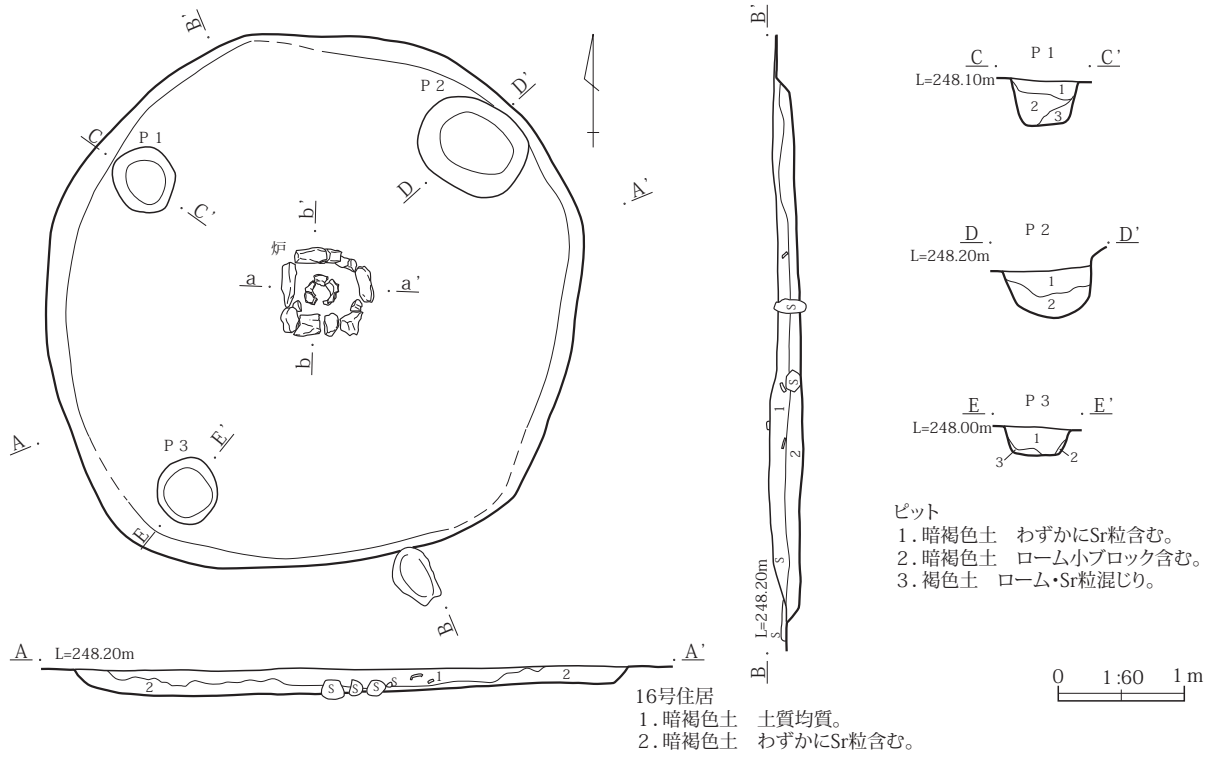 B'
P 2
D'
C
P 1
C'
D
A'
b'
炉
a
a'
b
A
P 3
E'
E
B
A
L=248.20m
A'
2
S
S
S
S
1
2
16号住居
1.暗褐色土 土質均質。
2.暗褐色土 わずかにSr粒含む。
B'
S
S
1
2
S
S
L=248.20m
B
C
P 1
C'
L=248.10m
1
2
3
D
P 2
D'
L=248.20m
1
2
E
P 3
E'
L=248.00m
1
3
2
ピット
1.暗褐色土 わずかにSr粒含む。
2.暗褐色土 ローム小ブロック含む。
3.褐色土 ローム・Sr粒混じり。
0 1:60 1m